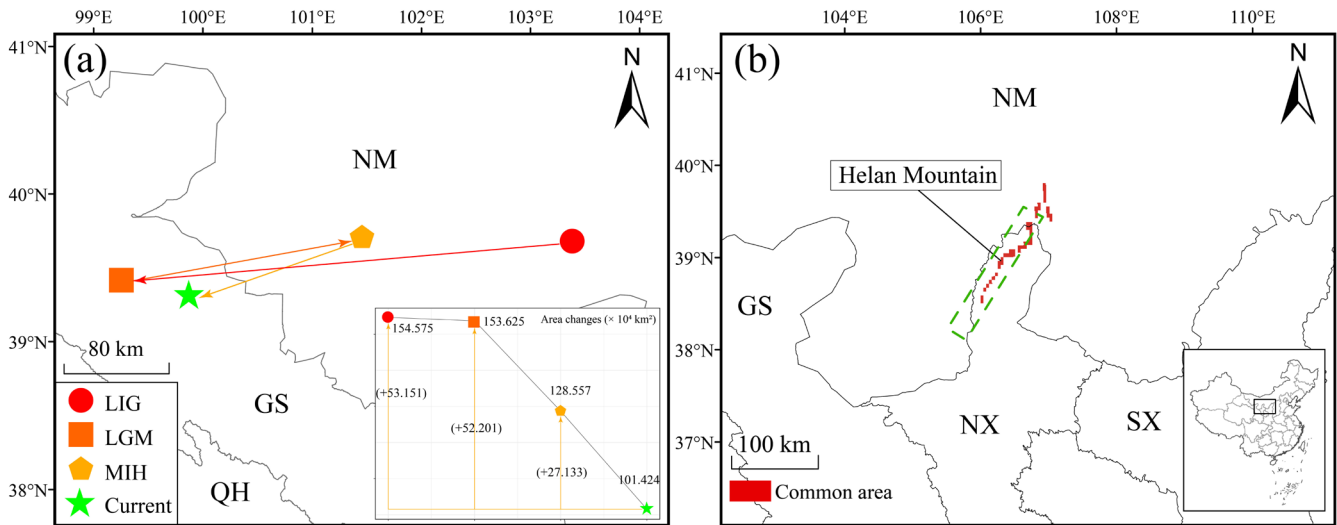 99°E 100°E 101°E 102°E 103°E 104°E
41°N
40°N
39°N
38°N
(a)
N
NM
80 km
GS
QH
LIG
LGM
MIH
Current
Area changes (× 10⁴ km²)
154.575
153.625
128.557
101.424
(+53.151)
(+52.201)
(+27.133)
104°E 106°E 108°E 110°E
41°N
40°N
39°N
38°N
37°N
(b)
N
NM
Helan Mountain
GS
NX
SX
100 km
Common area